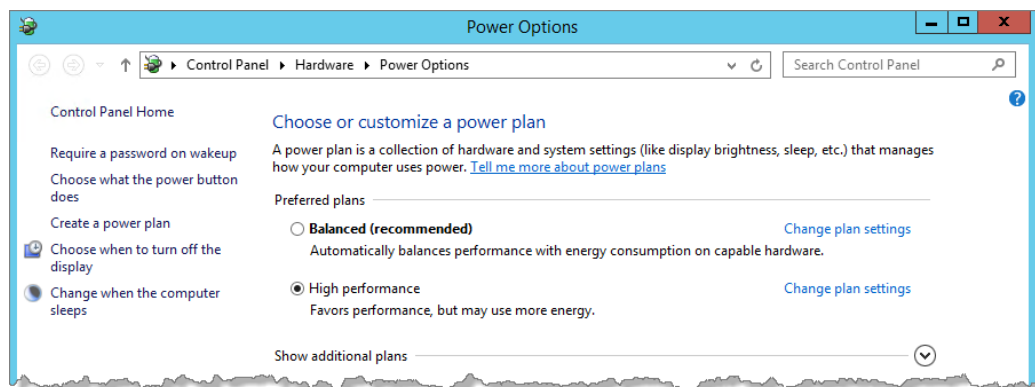 Power Options
Control Panel Hardware Power Options
Search Control Panel
Control Panel Home
Require a password on wakeup
Choose what the power button
does
Create a power plan
Choose when to turn off the
display
Change when the computer
sleeps
Choose or customize a power plan
A power plan is a collection of hardware and system settings (like display brightness, sleep, etc.) that manages
how your computer uses power. Tell me more about power plans
Preferred plans
Balanced (recommended) Change plan settings
Automatically balances performance with energy consumption on capable hardware.
High performance Change plan settings
Favors performance, but may use more energy.
Show additional plans